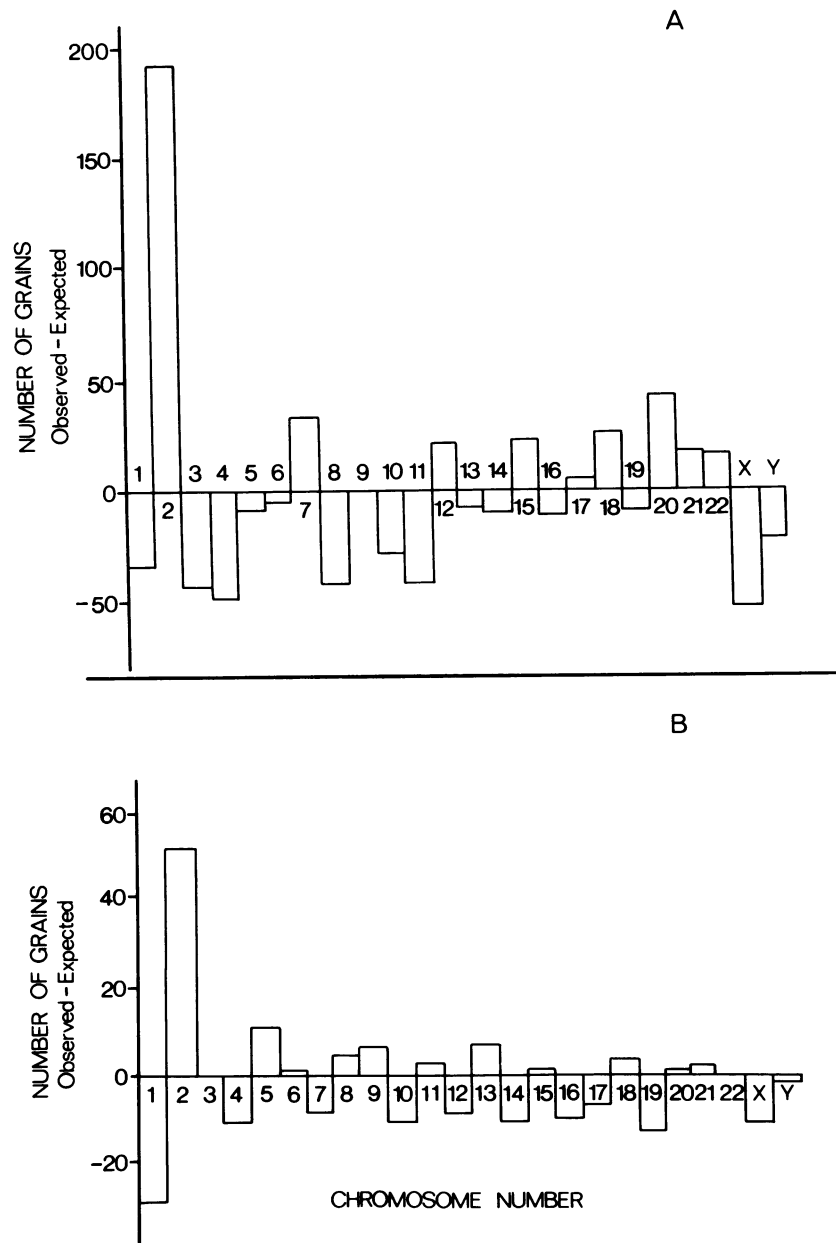 A
200
150
100
50
0
-50
NUMBER OF GRAINS
Observed - Expected
1 2 3 4 5 6 7 8 9 10 11 12 13 14 15 16 17 18 19 20 21 22 X Y
B
60
40
20
0
-20
NUMBER OF GRAINS
Observed - Expected
1 2 3 4 5 6 7 8 9 10 11 12 13 14 15 16 17 18 19 20 21 22 X Y
CHROMOSOME NUMBER